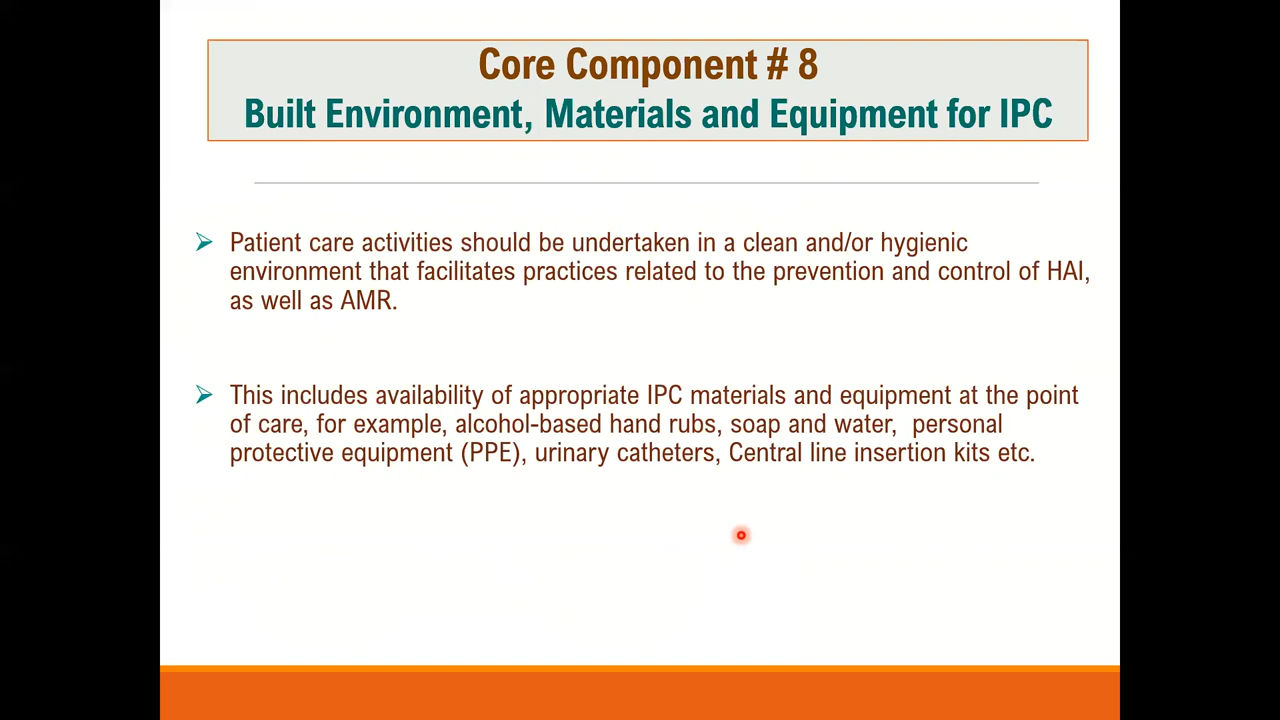 Core Component # 8
Built Environment, Materials and Equipment for IPC
Patient care activities should be undertaken in a clean and/or hygienic
environment that facilitates practices related to the prevention and control of HAI,
as well as AMR.
This includes availability of appropriate IPC materials and equipment at the point
of care, for example, alcohol-based hand rubs, soap and water,  personal
protective equipment (PPE), urinary catheters, Central line insertion kits etc.